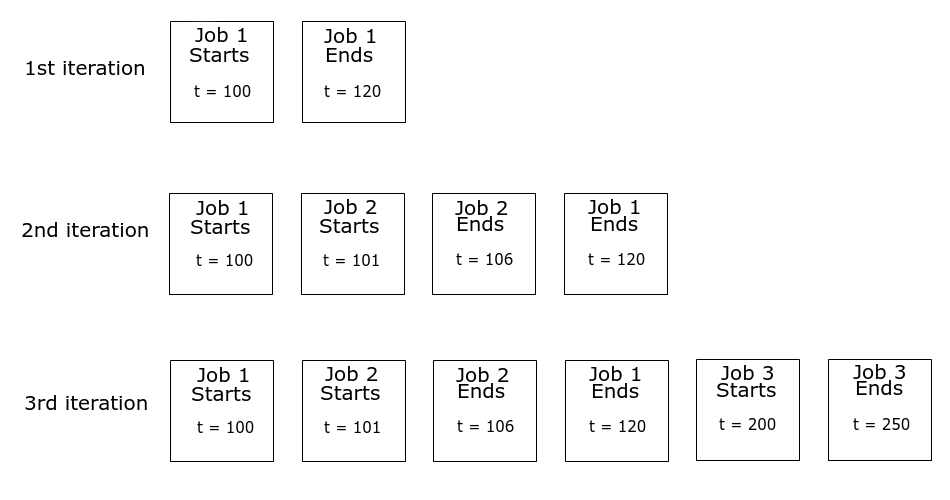 1st iteration
Job 1
Starts
t = 100
Job 1
Ends
t = 120
2nd iteration
Job 1
Starts
t = 100
Job 2
Starts
t = 101
Job 2
Ends
t = 106
Job 1
Ends
t = 120
3rd iteration
Job 1
Starts
t = 100
Job 2
Starts
t = 101
Job 2
Ends
t = 106
Job 1
Ends
t = 120
Job 3
Starts
t = 200
Job 3
Ends
t = 250